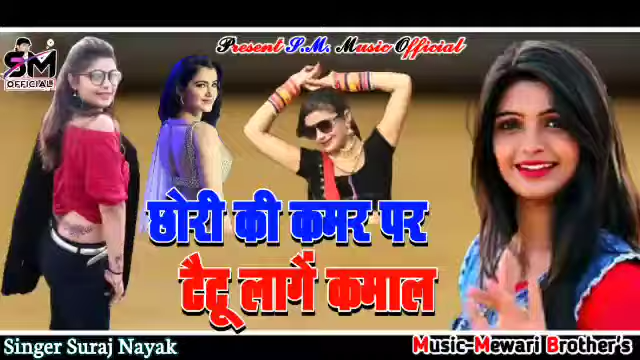 Present S.M. Music Official
SM
OFFICIAL
छोरी की कमर पर
टैटू लागैं कमाल
Singer Suraj Nayak
Music-Mewari Brother's